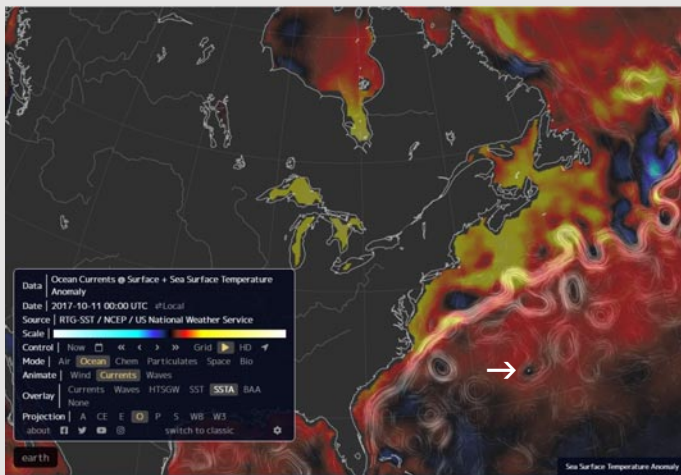 Data | Ocean Currents @ Surface + Sea Surface Temperature
Anomaly
Date | 2017-10-11 00:00 UTC ⇄Local
Source | RTG-SST / NCEP / US National Weather Service
Scale |
Control | Now « ‹ › » Grid ▶ HD
Mode | Air Ocean Chem Particulates Space Bio
Animate | Wind Currents Waves
Overlay | Currents Waves HTSGW SST SSTA BAA
None
Projection | A CE E O P S WB W3
about switch to classic
earth
Sea Surface Temperature Anomaly